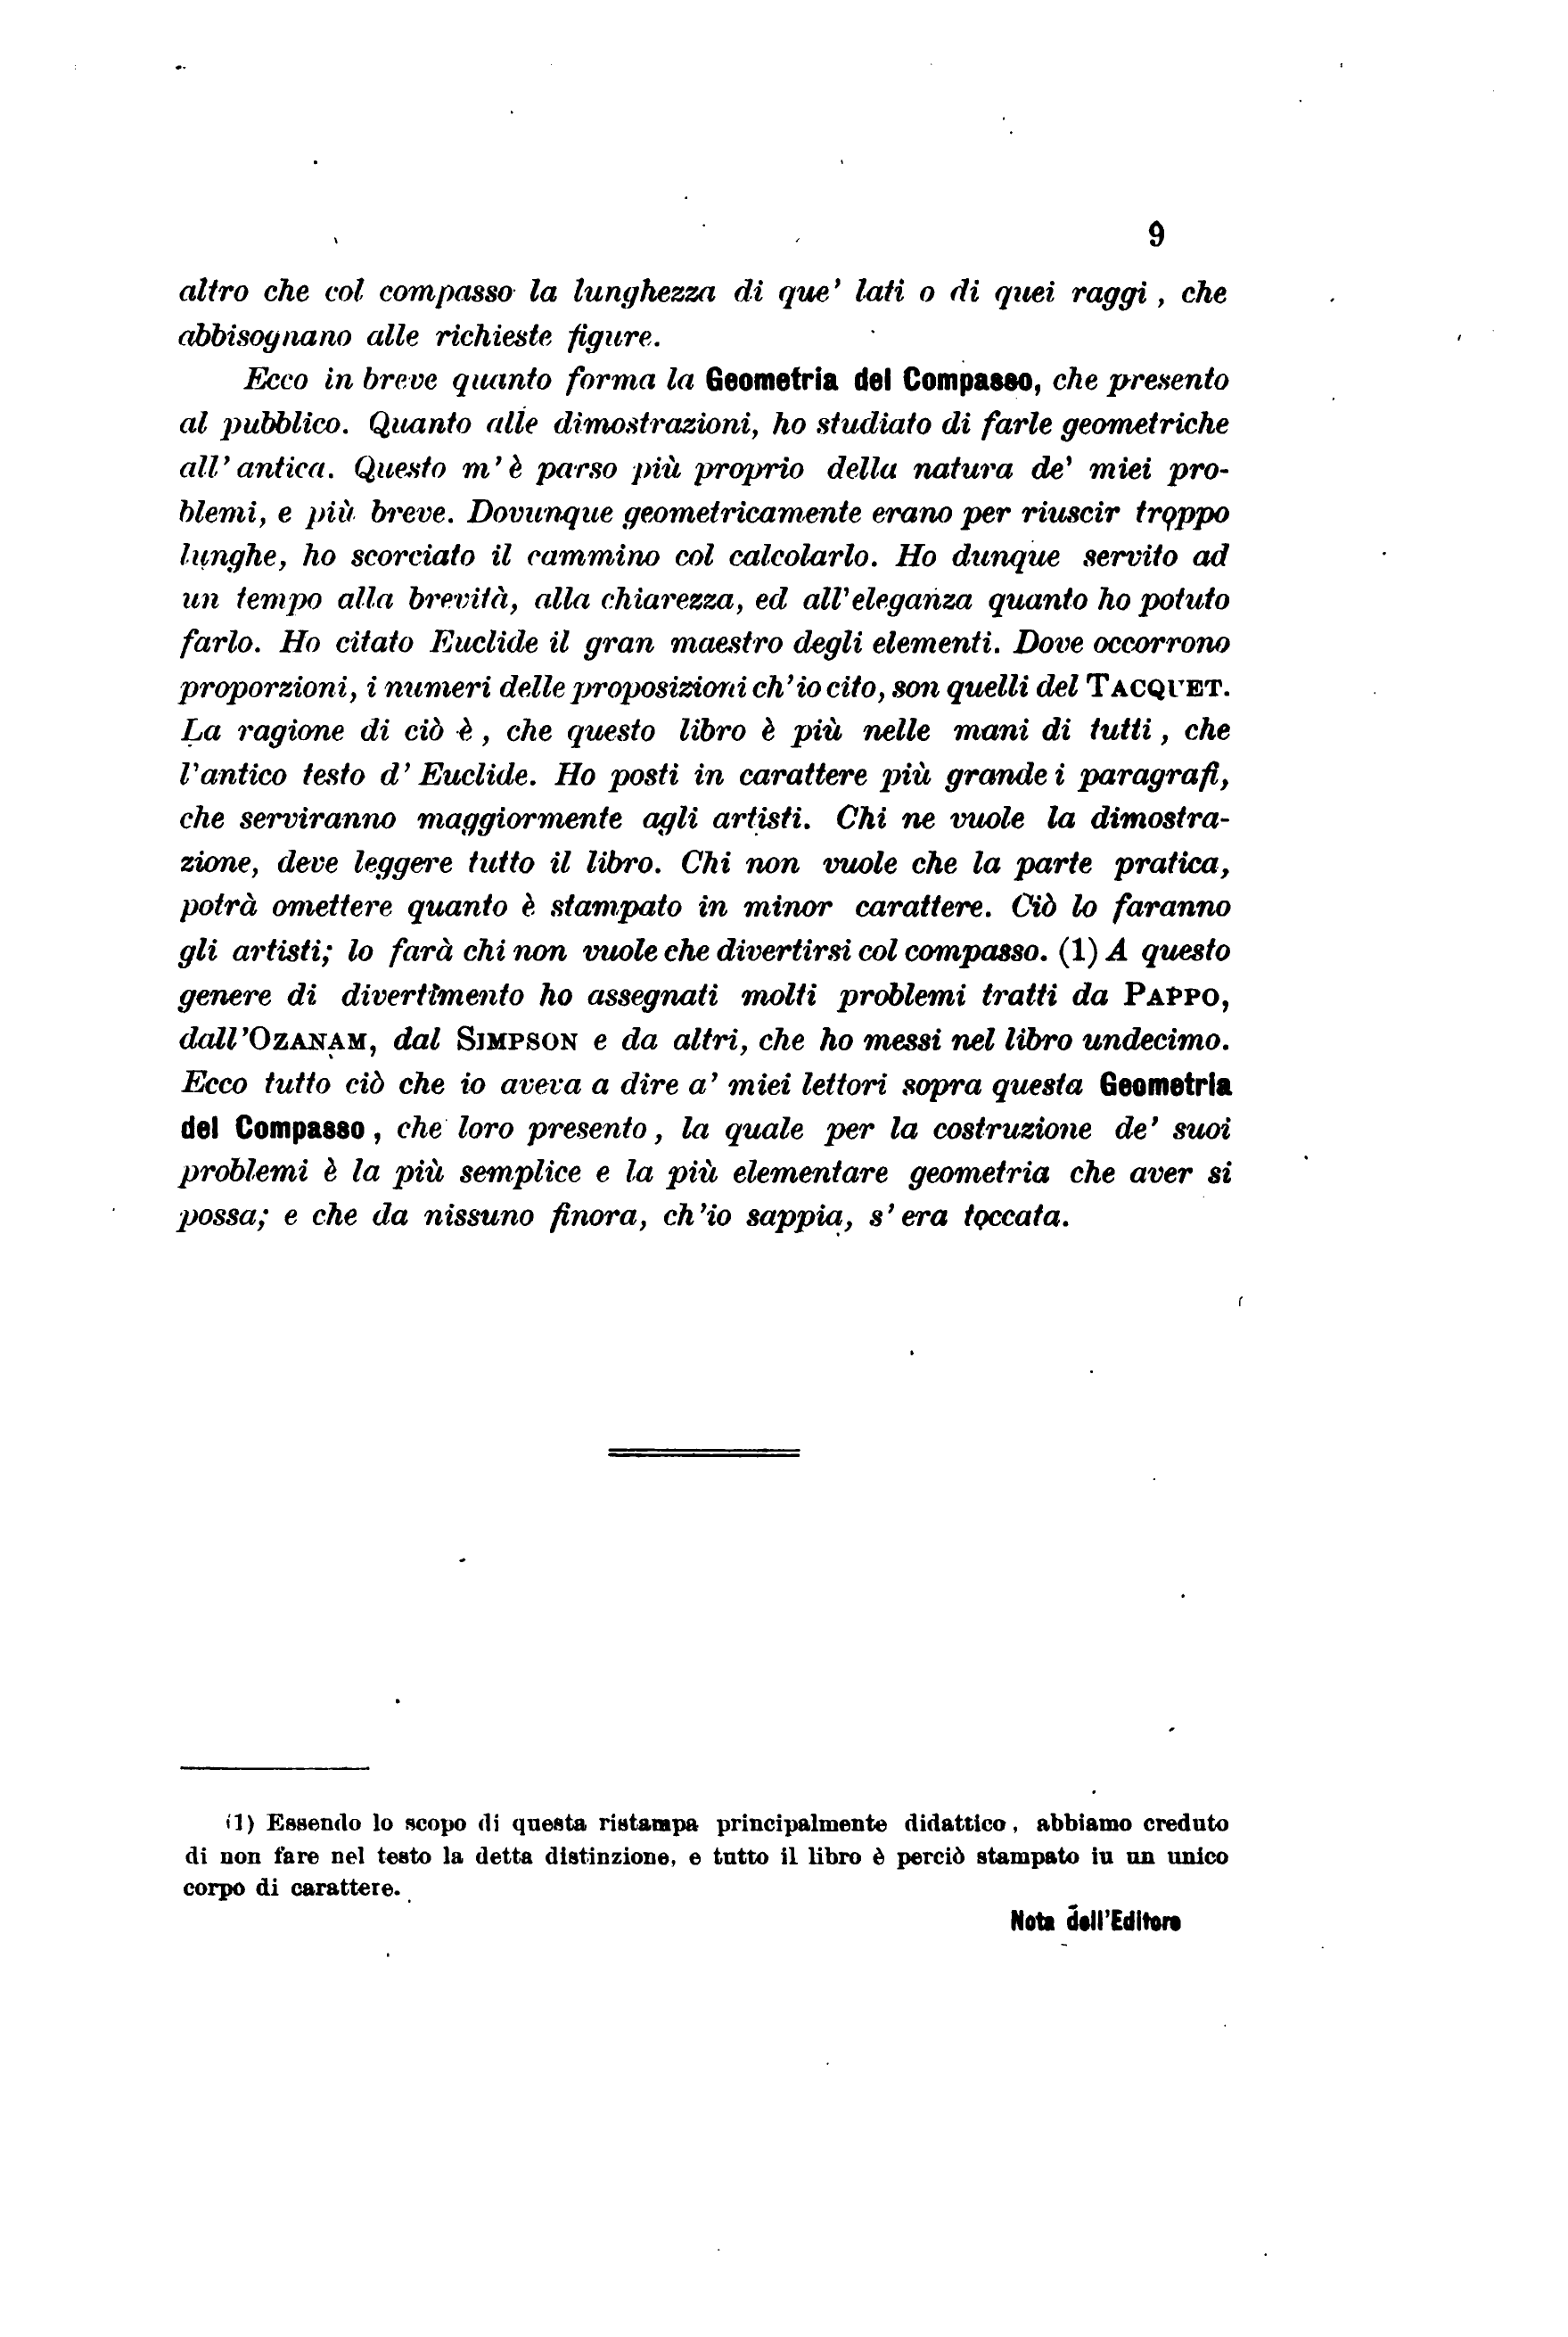 9
altro che col compasso la lunghezza di que' lati o di quei raggi, che
abbisognano alle richieste figure.
Ecco in breve quanto forma la Geometria del Compasso, che presento
al pubblico. Quanto alle dimostrazioni, ho studiato di farle geometriche
all' antica. Questo m' è parso più proprio della natura de' miei pro-
blemi, e più breve. Dovunque geometricamente erano per riuscir troppo
lunghe, ho scorciato il cammino col calcolarlo. Ho dunque servito ad
un tempo alla brevità, alla chiarezza, ed all'eleganza quanto ho potuto
farlo. Ho citato Euclide il gran maestro degli elementi. Dove occorrono
proporzioni, i numeri delle proposizioni ch'io cito, son quelli del TACQUET.
La ragione di ciò è, che questo libro è più nelle mani di tutti, che
l'antico testo d' Euclide. Ho posti in carattere più grande i paragrafi,
che serviranno maggiormente agli artisti. Chi ne vuole la dimostra-
zione, deve leggere tutto il libro. Chi non vuole che la parte pratica,
potrà omettere quanto è stampato in minor carattere. Ciò lo faranno
gli artisti; lo farà chi non vuole che divertirsi col compasso. (1) A questo
genere di divertimento ho assegnati molti problemi tratti da PAPPO,
dall'OZANAM, dal SIMPSON e da altri, che ho messi nel libro undecimo.
Ecco tutto ciò che io aveva a dire a' miei lettori sopra questa Geometria
del Compasso, che loro presento, la quale per la costruzione de' suoi
problemi è la più semplice e la più elementare geometria che aver si
possa; e che da nissuno finora, ch'io sappia, s' era toccata.
(1) Essendo lo scopo di questa ristampa principalmente didattico, abbiamo creduto
di non fare nel testo la detta distinzione, e tutto il libro è perciò stampato in un unico
corpo di carattere.
Nota dell'Editore